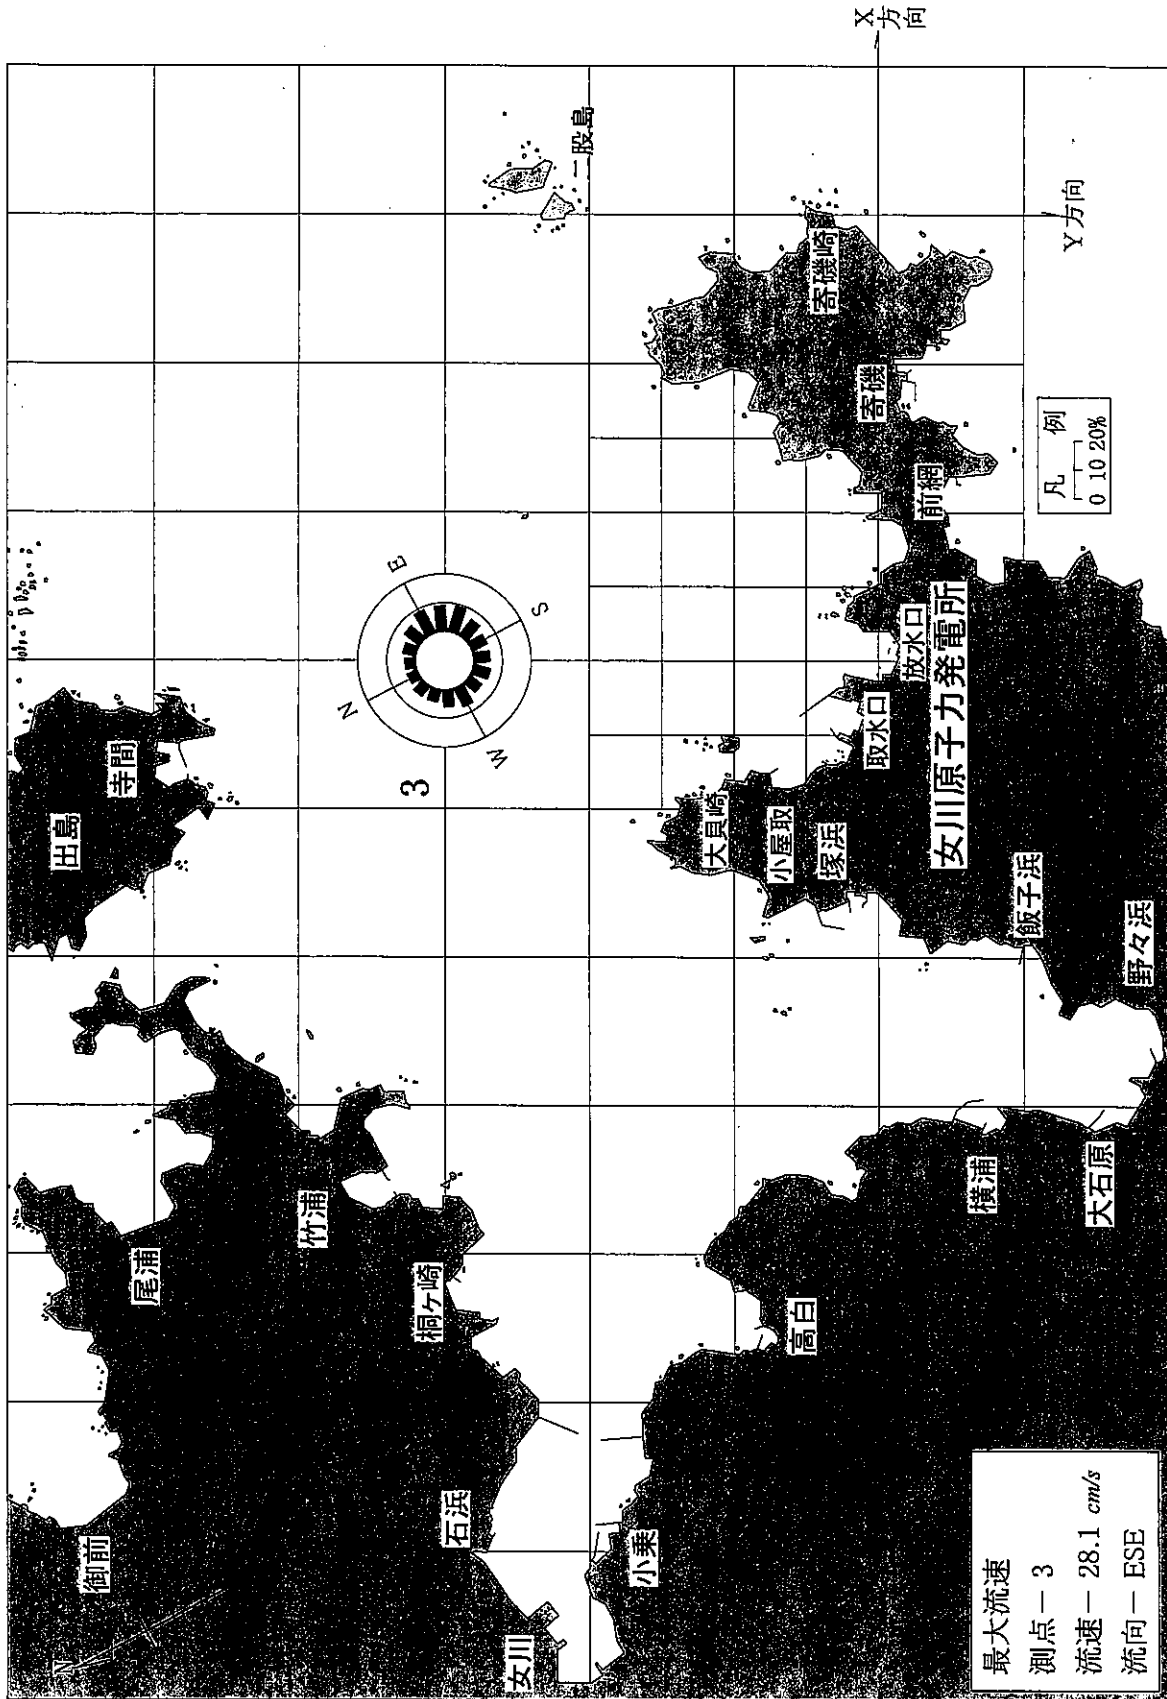 御前
尾浦
竹浦
桐ヶ崎
石浜
女川
小乗
高白
横浦
大石原
野々浜
飯子浜
塚浜
小屋取
大貝崎
取水口
放水口
女川原子力発電所
前網
寄磯
寄磯崎
二股島
出島
寺間
3
N
E
S
W
N
X方向
Y方向
凡 例
0 10 20%
最大流速
測点－3
流速－28.1 cm/s
流向－ESE